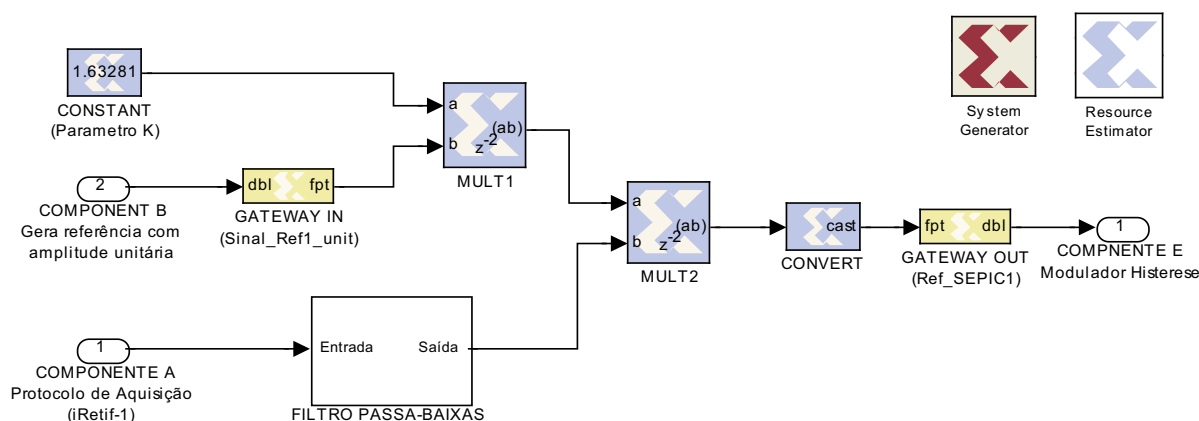 1.63281
CONSTANT
(Parametro K)
a
b
(ab)
z-2
MULT1
2
COMPONENT B
Gera referência com
amplitude unitária
dbl fpt
GATEWAY IN
(Sinal_Ref1_unit)
a
b
(ab)
z-2
MULT2
cast
CONVERT
fpt dbl
GATEWAY OUT
(Ref_SEPIC1)
1
COMPNENTE E
Modulador Histerese
1
COMPONENTE A
Protocolo de Aquisição
(iRetif-1)
Entrada Saída
FILTRO PASSA-BAIXAS
System
Generator
Resource
Estimator